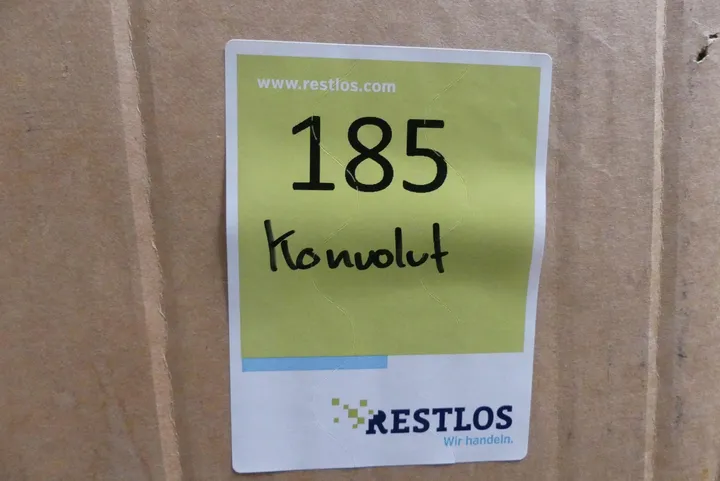 www.restlos.com
185
Konvolut
RESTLOS
Wir handeln.